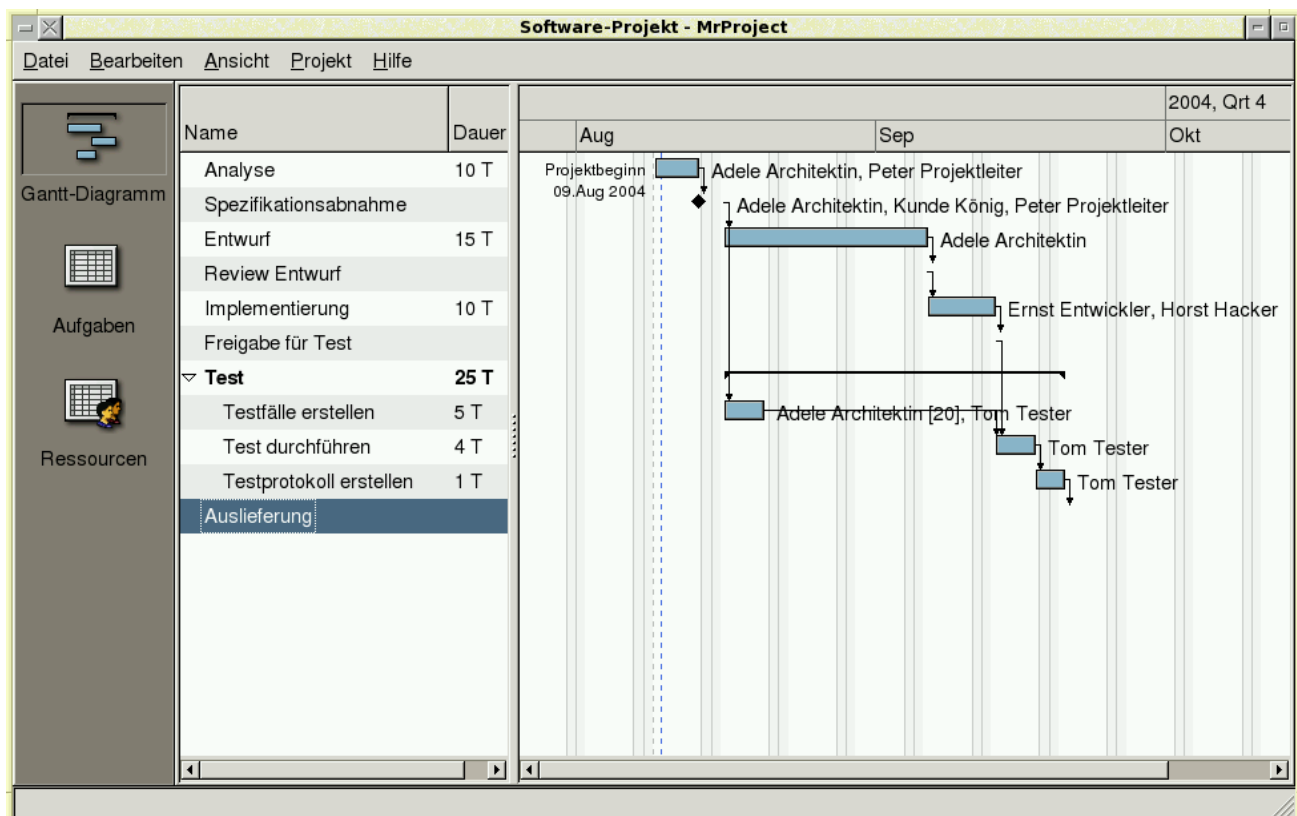 Software-Projekt - MrProject
Datei Bearbeiten Ansicht Projekt Hilfe
Gantt-Diagramm
Aufgaben
Ressourcen
Name Dauer
Analyse 10 T
Spezifikationsabnahme
Entwurf 15 T
Review Entwurf
Implementierung 10 T
Freigabe für Test
Test 25 T
Testfälle erstellen 5 T
Test durchführen 4 T
Testprotokoll erstellen 1 T
Auslieferung
2004, Qrt 4
Aug Sep Okt
Projektbeginn
09.Aug 2004
Adele Architektin, Peter Projektleiter
Adele Architektin, Kunde König, Peter Projektleiter
Adele Architektin
Ernst Entwickler, Horst Hacker
Adele Architektin [20], Tom Tester
Tom Tester
Tom Tester